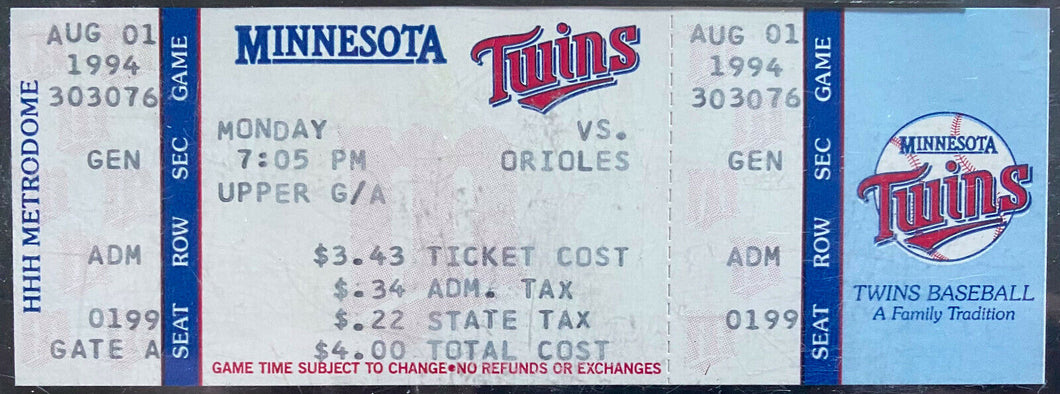 HHH METRODOME
AUG 01
1994
303076
GEN
ADM
0199
GATE A
GAME
SEC
ROW
SEAT
MINNESOTA Twins
MONDAY VS.
7:05 PM ORIOLES
UPPER G/A
$3.43 TICKET COST
$.34 ADM. TAX
$.22 STATE TAX
$4.00 TOTAL COST
GAME TIME SUBJECT TO CHANGE•NO REFUNDS OR EXCHANGES
AUG 01
1994
303076
GEN
ADM
0199
GAME
SEC
ROW
SEAT
MINNESOTA
Twins
TWINS BASEBALL
A Family Tradition